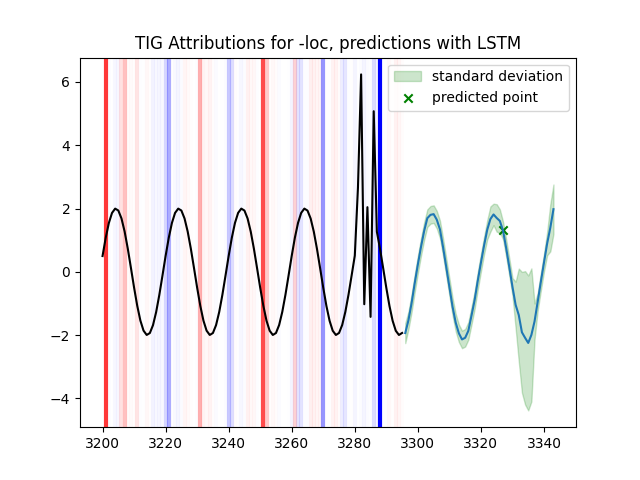 TIG Attributions for -loc, predictions with LSTM
standard deviation
predicted point
6
4
2
0
−2
−4
3200 3220 3240 3260 3280 3300 3320 3340